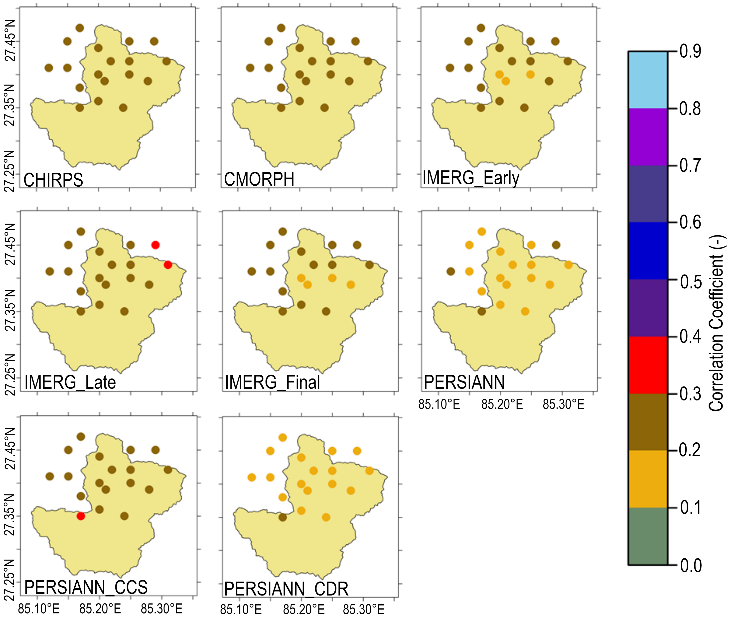 27.45°N
27.35°N
27.25°N
CHIRPS
CMORPH
IMERG_Early
27.45°N
27.35°N
27.25°N
IMERG_Late
IMERG_Final
PERSIANN
85.10°E 85.20°E 85.30°E
27.45°N
27.35°N
27.25°N
PERSIANN_CCS
PERSIANN_CDR
85.10°E 85.20°E 85.30°E
85.10°E 85.20°E 85.30°E
0.9
0.8
0.7
0.6
0.5
0.4
0.3
0.2
0.1
0.0
Correlation Coefficient (-)